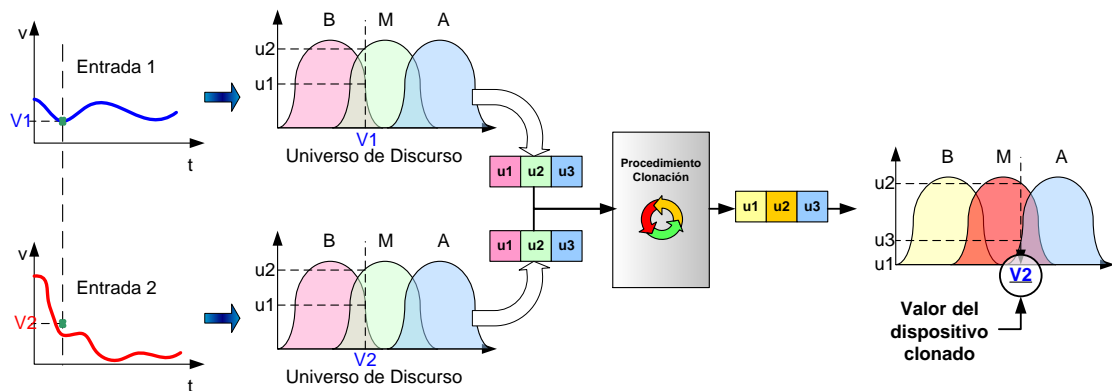 v
Entrada 1
V1
t
B M A
u2
u1
V1
Universo de Discurso
u1 u2 u3
v
Entrada 2
V2
t
B M A
u2
u1
V2
Universo de Discurso
u1 u2 u3
Procedimiento
Clonación
u1 u2 u3
B M A
u2
u3
u1
V2
Valor del
dispositivo
clonado